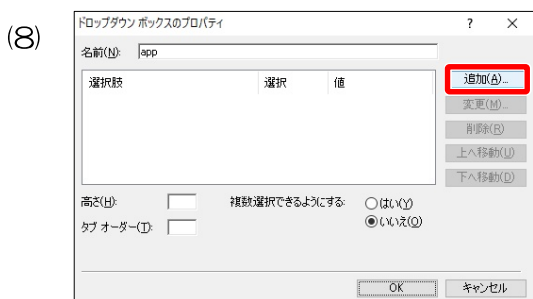 (8)
ドロップダウン ボックスのプロパティ ? ×
名前(N): app
選択肢 選択 値
追加(A)...
変更(M)...
削除(R)
上へ移動(U)
下へ移動(D)
高さ(H): 複数選択できるようにする: はい(Y)
タブ オーダー(T): いいえ(O)
OK キャンセル